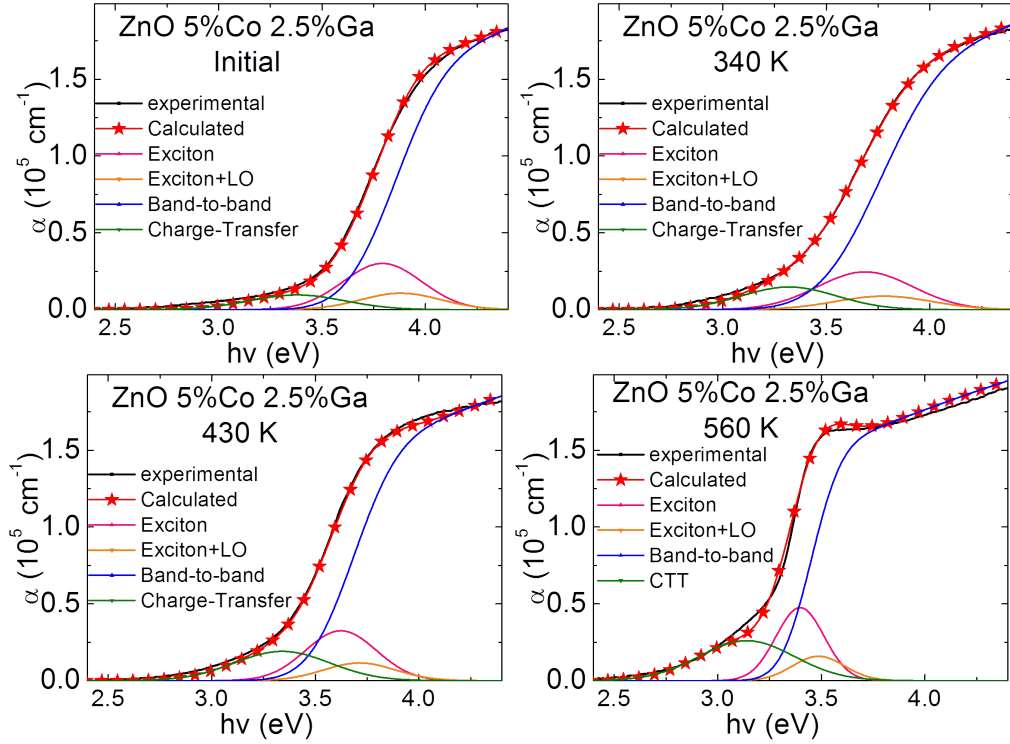 ZnO 5%Co 2.5%Ga
Initial
experimental
Calculated
Exciton
Exciton+LO
Band-to-band
Charge-Transfer
α (10⁵ cm⁻¹)
1.5
1.0
0.5
0.0
2.5 3.0 3.5 4.0
hν (eV)
ZnO 5%Co 2.5%Ga
340 K
experimental
Calculated
Exciton
Exciton+LO
Band-to-band
Charge-Transfer
α (10⁵ cm⁻¹)
1.5
1.0
0.5
0.0
2.5 3.0 3.5 4.0
hν (eV)
ZnO 5%Co 2.5%Ga
430 K
experimental
Calculated
Exciton
Exciton+LO
Band-to-band
Charge-Transfer
α (10⁵ cm⁻¹)
1.5
1.0
0.5
0.0
2.5 3.0 3.5 4.0
hν (eV)
ZnO 5%Co 2.5%Ga
560 K
experimental
Calculated
Exciton
Exciton+LO
Band-to-band
CTT
α (10⁵ cm⁻¹)
1.5
1.0
0.5
0.0
2.5 3.0 3.5 4.0
hν (eV)